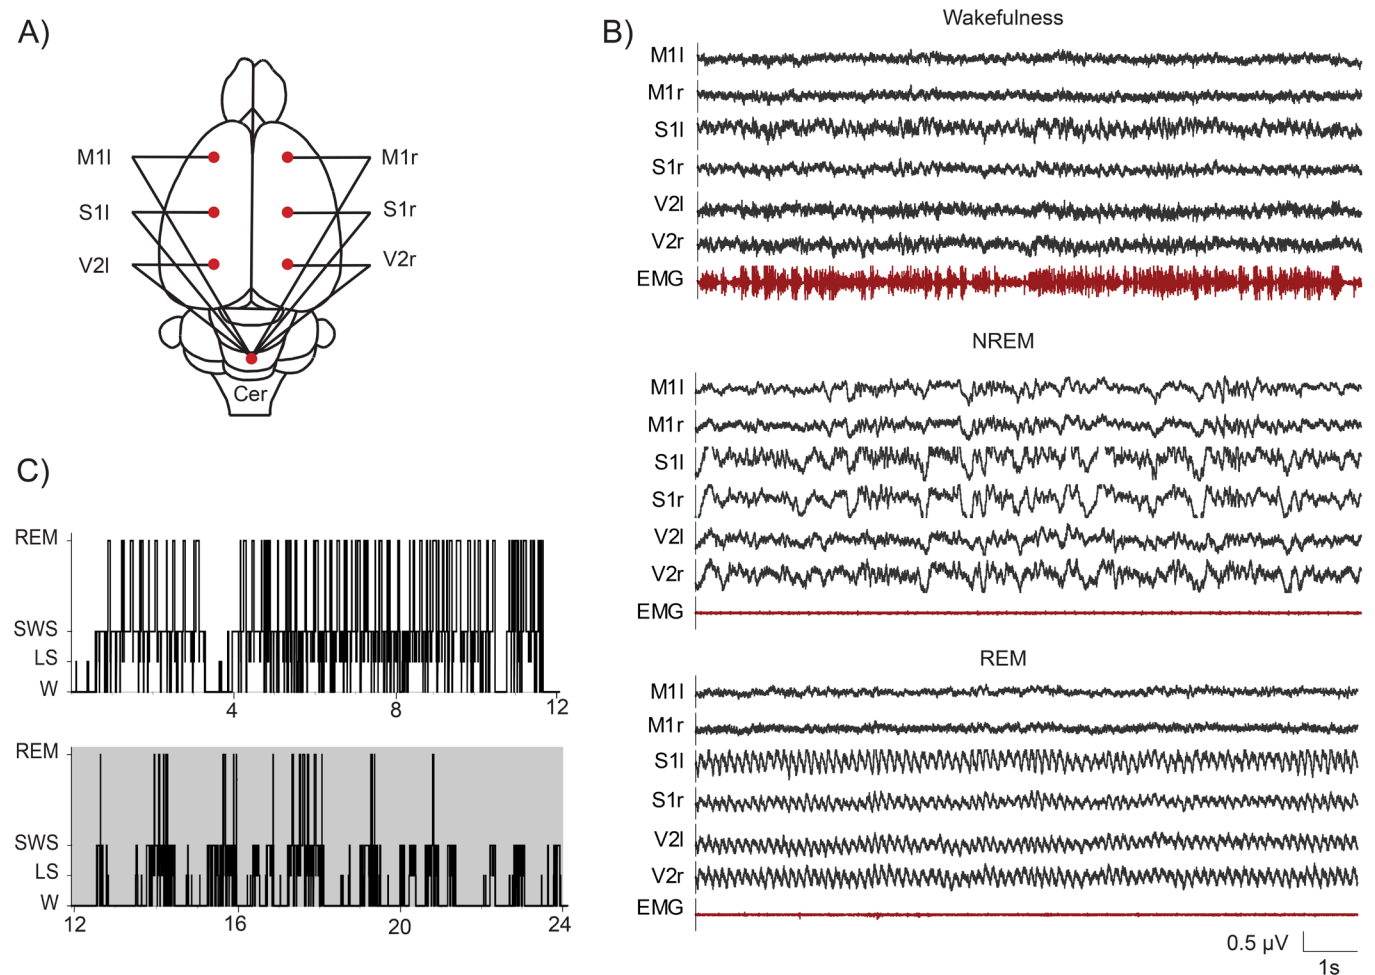 A)
M1l
M1r
S1l
S1r
V2l
V2r
Cer
B)
Wakefulness
M1l
M1r
S1l
S1r
V2l
V2r
EMG
NREM
M1l
M1r
S1l
S1r
V2l
V2r
EMG
REM
M1l
M1r
S1l
S1r
V2l
V2r
EMG
0.5 µV
1s
C)
REM
SWS
LS
W
4 8 12
REM
SWS
LS
W
12 16 20 24